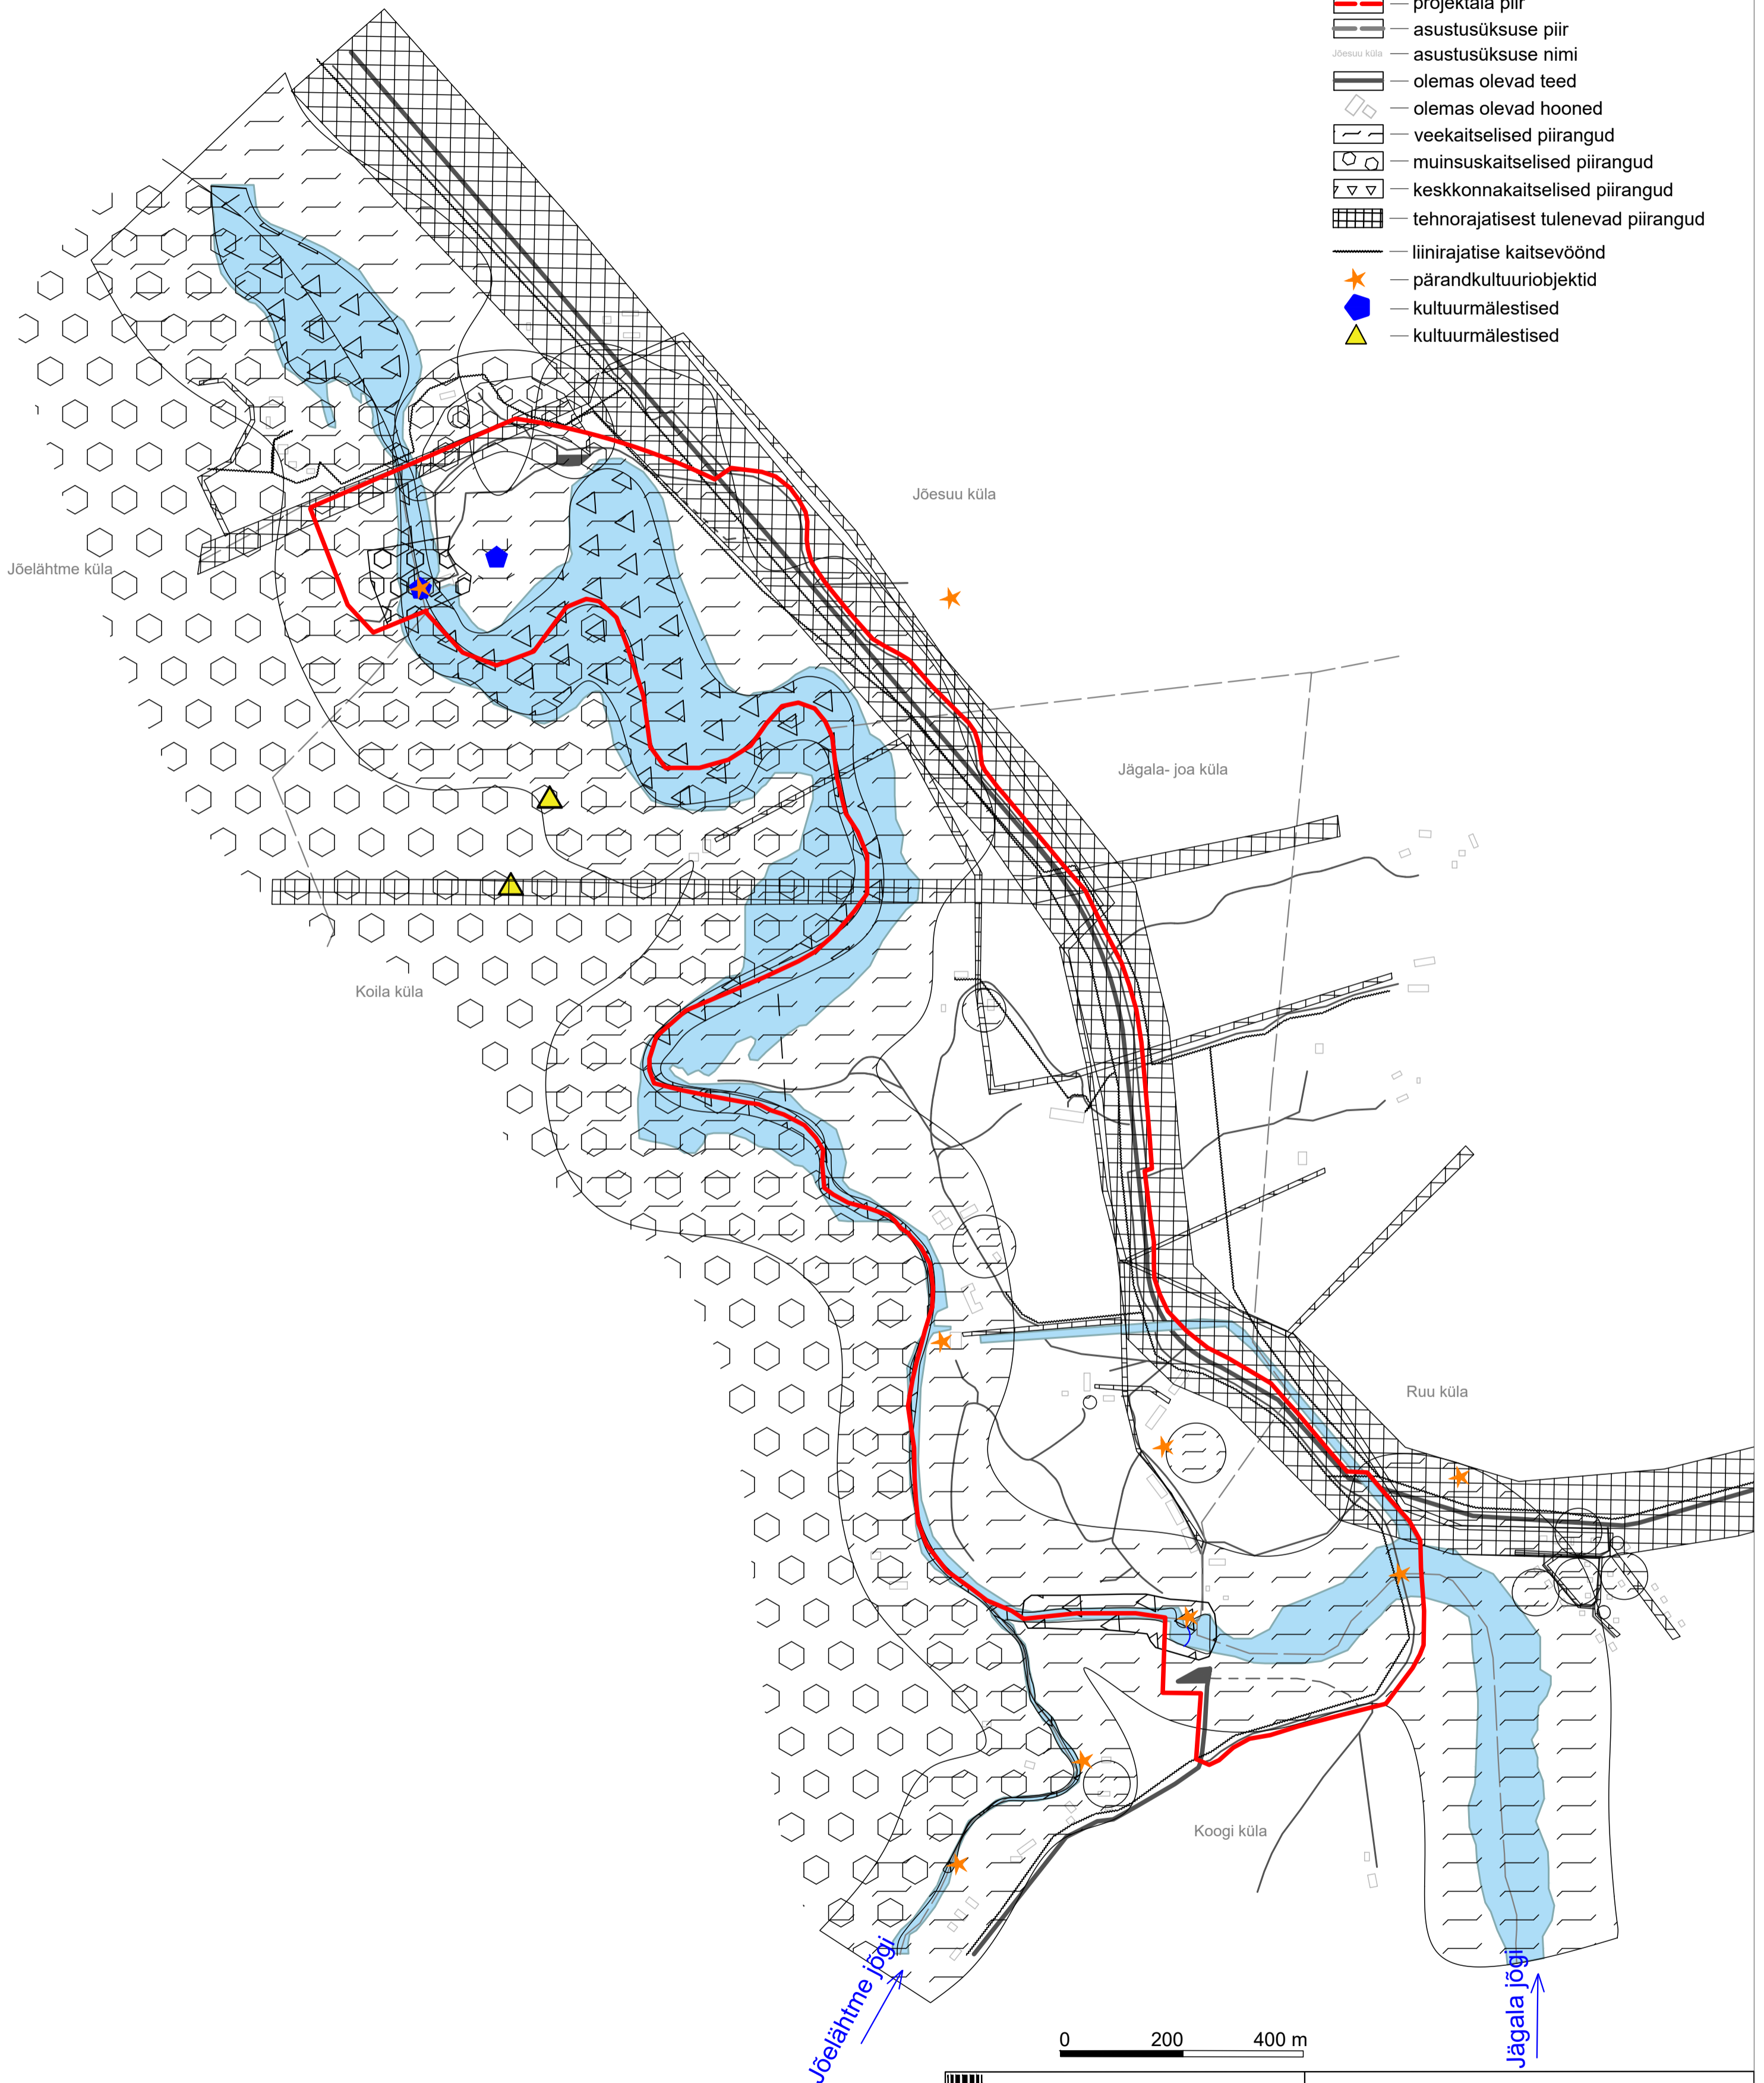 projektala piir
asustusüksuse piir
Jõesuu küla
asustusüksuse nimi
olemas olevad teed
olemas olevad hooned
veekaitselised piirangud
muinsuskaitselised piirangud
keskkonnakaitselised piirangud
tehnorajatisest tulenevad piirangud
liinirajatise kaitsevöönd
pärandkultuuriobjektid
kultuurmälestised
kultuurmälestised
Jõesuu küla
Jõelähtme küla
Jägala- joa küla
Koila küla
Ruu küla
Koogi küla
Jõelähtme jõgi
Jägala jõgi
0 200 400 m